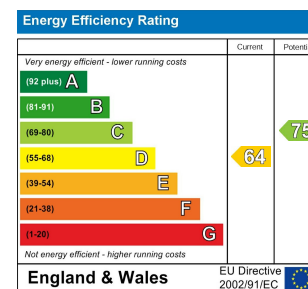 Energy Efficiency Rating
Current Potenti
Very energy efficient - lower running costs
(92 plus) A
(81-91) B
(69-80) C 75
(55-68) D 64
(39-54) E
(21-38) F
(1-20) G
Not energy efficient - higher running costs
England & Wales
EU Directive
2002/91/EC